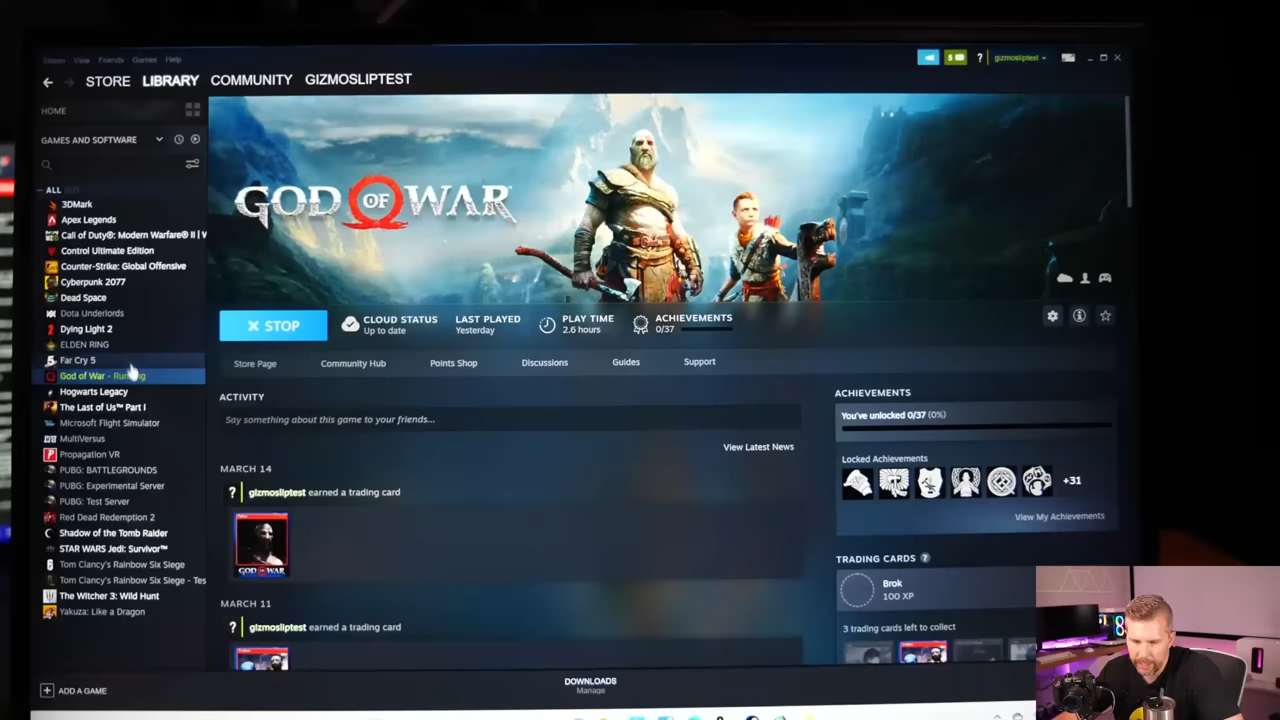 Steam View Friends Games Help
5
?
gizmosliptest
STORE LIBRARY COMMUNITY GIZMOSLIPTEST
HOME
GAMES AND SOFTWARE
ALL
3DMark
Apex Legends
Call of Duty®: Modern Warfare® II | W
Control Ultimate Edition
Counter-Strike: Global Offensive
Cyberpunk 2077
Dead Space
Dota Underlords
Dying Light 2
ELDEN RING
Far Cry 5
God of War - Running
Hogwarts Legacy
The Last of Us™ Part I
Microsoft Flight Simulator
MultiVersus
Propagation VR
PUBG: BATTLEGROUNDS
PUBG: Experimental Server
PUBG: Test Server
Red Dead Redemption 2
Shadow of the Tomb Raider
STAR WARS Jedi: Survivor™
Tom Clancy's Rainbow Six Siege
Tom Clancy's Rainbow Six Siege - Tes
The Witcher 3: Wild Hunt
Yakuza: Like a Dragon
ADD A GAME
GOD OF WAR
STOP
CLOUD STATUS
Up to date
LAST PLAYED
Yesterday
PLAY TIME
2.6 hours
ACHIEVEMENTS
0/37
Store Page Community Hub Points Shop Discussions Guides Support
ACTIVITY
Say something about this game to your friends...
View Latest News
MARCH 14
? gizmosliptest earned a trading card
GOD OF WAR
MARCH 11
? gizmosliptest earned a trading card
ACHIEVEMENTS
You've unlocked 0/37 (0%)
Locked Achievements
+31
View My Achievements
TRADING CARDS ?
Brok
100 XP
3 trading cards left to collect
DOWNLOADS
Manage